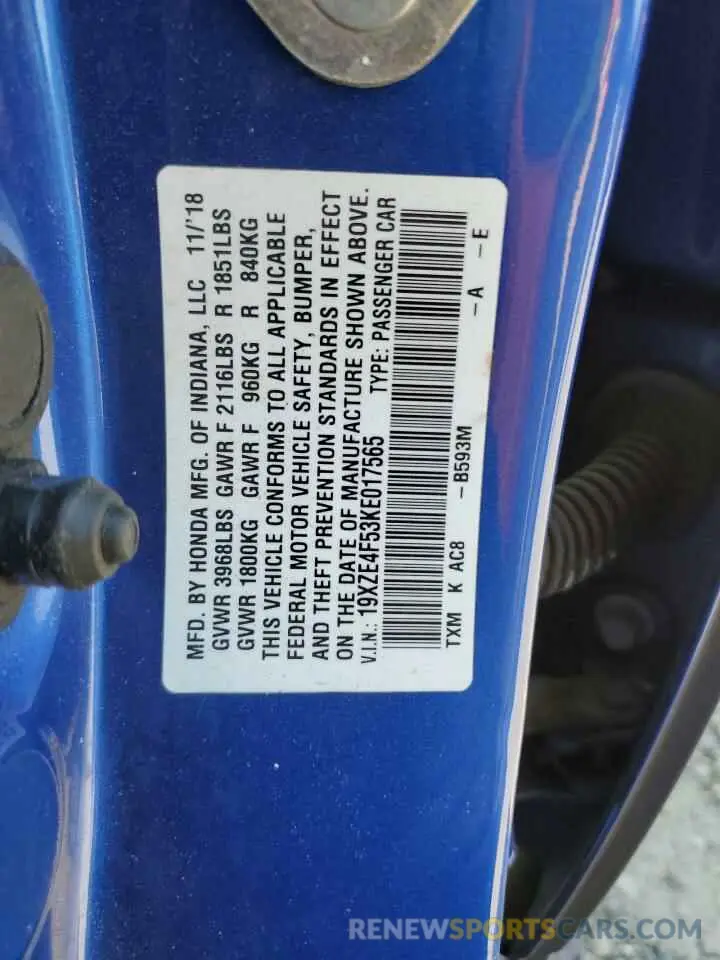 MFD. BY HONDA MFG. OF INDIANA, LLC 11/'18
GVWR 3968LBS GAWR F 2116LBS R 1851LBS
GVWR 1800KG GAWR F 960KG R 840KG
THIS VEHICLE CONFORMS TO ALL APPLICABLE
FEDERAL MOTOR VEHICLE SAFETY, BUMPER,
AND THEFT PREVENTION STANDARDS IN EFFECT
ON THE DATE OF MANUFACTURE SHOWN ABOVE.
V.I.N.: 19XZE4F53KE017565 TYPE: PASSENGER CAR
TXM K AC8 -B593M -A -E
RENEWSPORTSCARS.COM